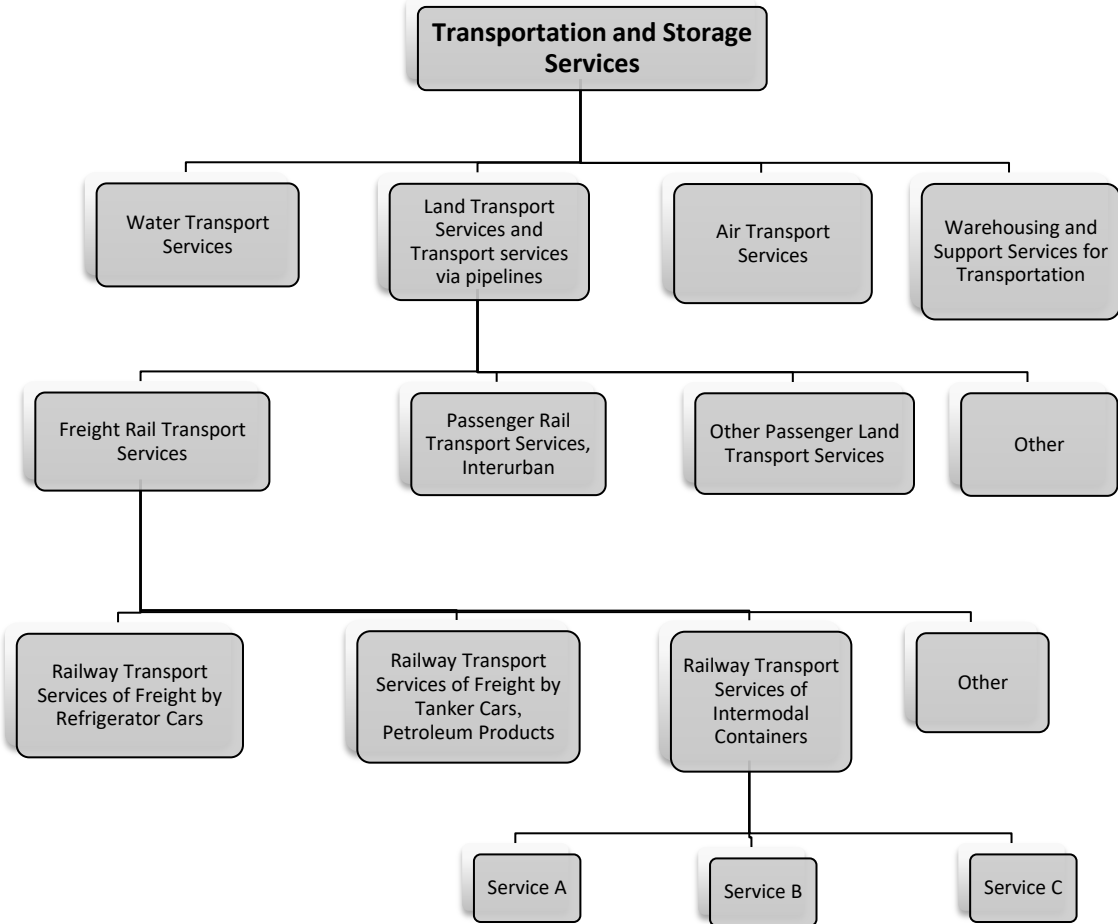 Transportation and Storage
Services
Water Transport
Services
Land Transport
Services and
Transport services
via pipelines
Air Transport
Services
Warehousing and
Support Services for
Transportation
Freight Rail Transport
Services
Passenger Rail
Transport Services,
Interurban
Other Passenger Land
Transport Services
Other
Railway Transport
Services of Freight by
Refrigerator Cars
Railway Transport
Services of Freight by
Tanker Cars,
Petroleum Products
Railway Transport
Services of
Intermodal
Containers
Other
Service A
Service B
Service C